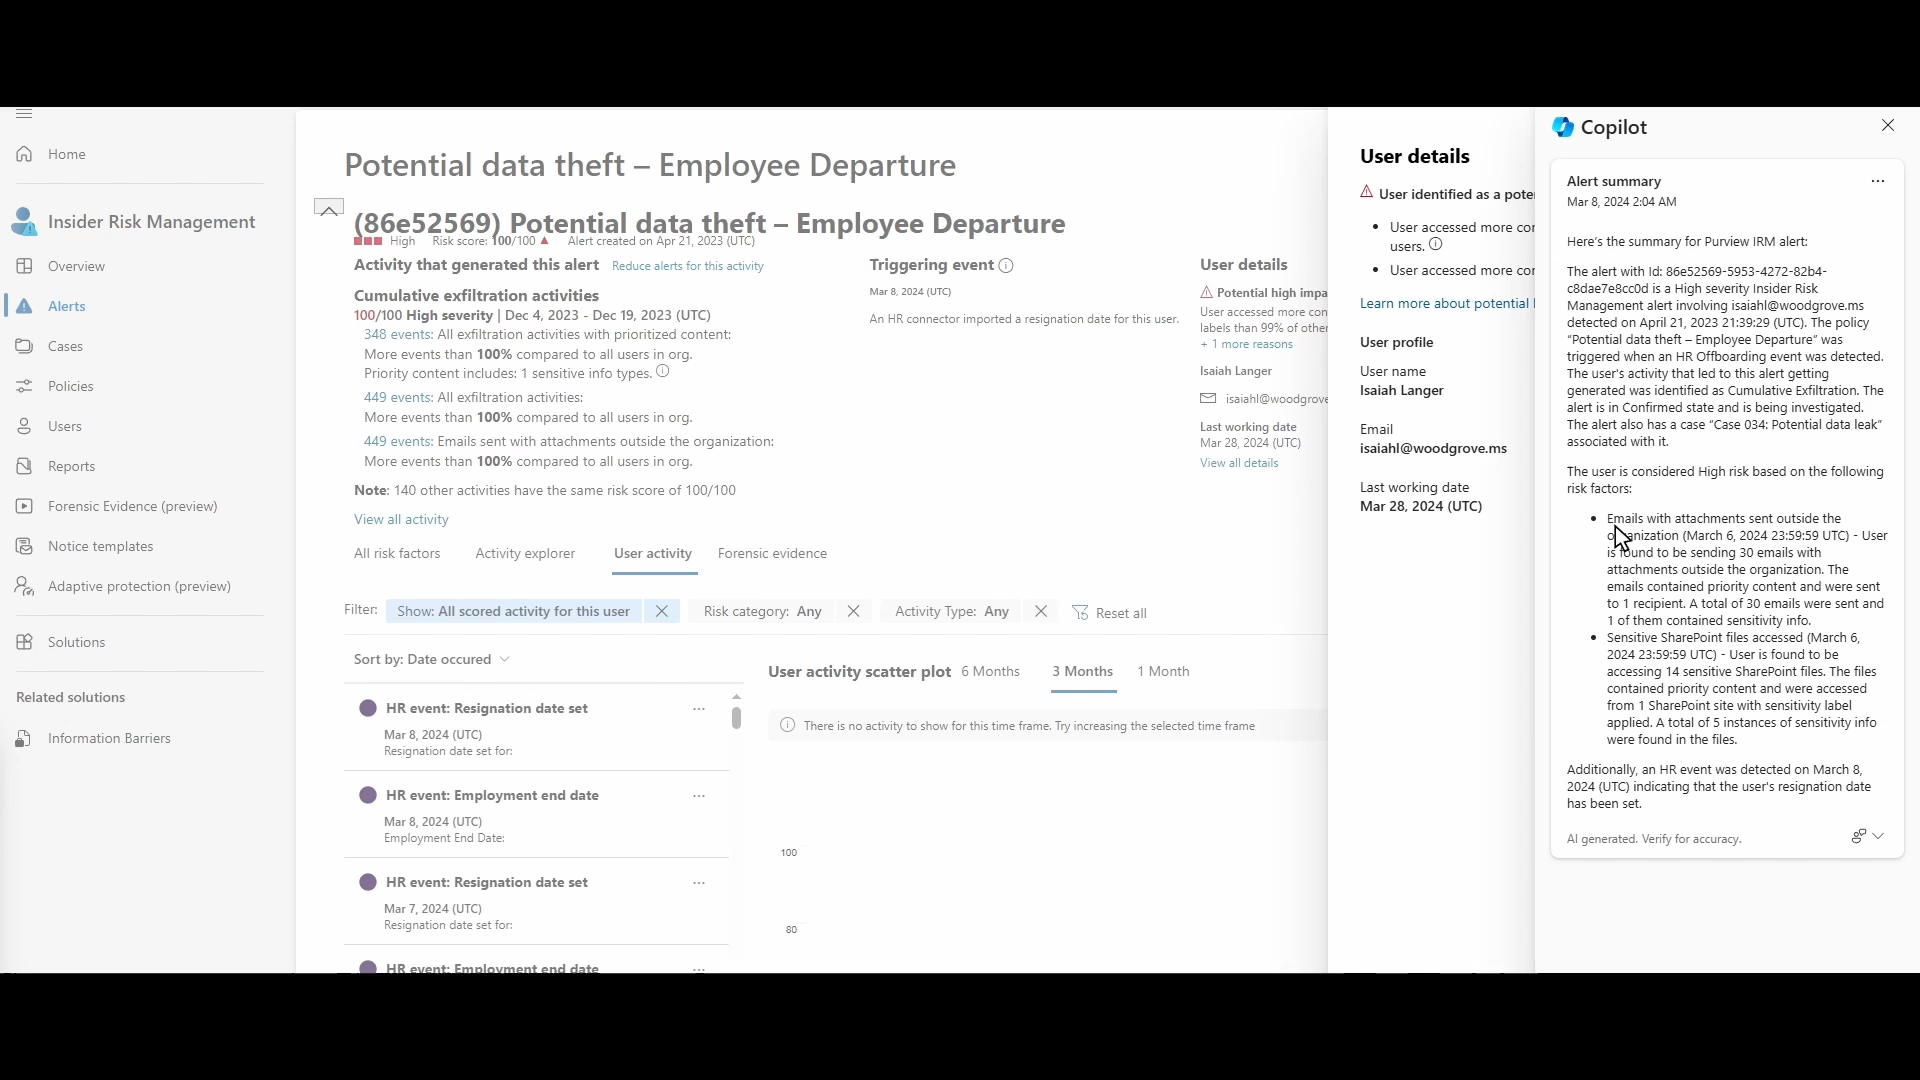 Home
Insider Risk Management
Overview
Alerts
Cases
Policies
Users
Reports
Forensic Evidence (preview)
Notice templates
Adaptive protection (preview)
Solutions
Related solutions
Information Barriers
Potential data theft – Employee Departure
(86e52569) Potential data theft – Employee Departure
High Risk score: 100/100 Alert created on Apr 21, 2023 (UTC)
Activity that generated this alert Reduce alerts for this activity
Cumulative exfiltration activities
100/100 High severity | Dec 4, 2023 - Dec 19, 2023 (UTC)
348 events: All exfiltration activities with prioritized content:
More events than 100% compared to all users in org.
Priority content includes: 1 sensitive info types.
449 events: All exfiltration activities:
More events than 100% compared to all users in org.
449 events: Emails sent with attachments outside the organization:
More events than 100% compared to all users in org.
Note: 140 other activities have the same risk score of 100/100
View all activity
Triggering event
Mar 8, 2024 (UTC)
An HR connector imported a resignation date for this user.
User details
Potential high impa
User accessed more con
labels than 99% of other
+ 1 more reasons
Isaiah Langer
isaiahl@woodgrove
Last working date
Mar 28, 2024 (UTC)
View all details
All risk factors Activity explorer User activity Forensic evidence
Filter: Show: All scored activity for this user Risk category: Any Activity Type: Any Reset all
Sort by: Date occured
HR event: Resignation date set
Mar 8, 2024 (UTC)
Resignation date set for:
HR event: Employment end date
Mar 8, 2024 (UTC)
Employment End Date:
HR event: Resignation date set
Mar 7, 2024 (UTC)
Resignation date set for:
HR event: Employment end date
User activity scatter plot 6 Months 3 Months 1 Month
There is no activity to show for this time frame. Try increasing the selected time frame
100
80
User details
User identified as a poter
User accessed more cor
users.
User accessed more cor
Learn more about potential
User profile
User name
Isaiah Langer
Email
isaiahl@woodgrove.ms
Last working date
Mar 28, 2024 (UTC)
Copilot
Alert summary
Mar 8, 2024 2:04 AM
Here's the summary for Purview IRM alert:
The alert with Id: 86e52569-5953-4272-82b4-
c8dae7e8cc0d is a High severity Insider Risk
Management alert involving isaiahl@woodgrove.ms
detected on April 21, 2023 21:39:29 (UTC). The policy
"Potential data theft – Employee Departure" was
triggered when an HR Offboarding event was detected.
The user's activity that led to this alert getting
generated was identified as Cumulative Exfiltration. The
alert is in Confirmed state and is being investigated.
The alert also has a case "Case 034: Potential data leak"
associated with it.
The user is considered High risk based on the following
risk factors:
Emails with attachments sent outside the
organization (March 6, 2024 23:59:59 UTC) - User
is found to be sending 30 emails with
attachments outside the organization. The
emails contained priority content and were sent
to 1 recipient. A total of 30 emails were sent and
1 of them contained sensitivity info.
Sensitive SharePoint files accessed (March 6,
2024 23:59:59 UTC) - User is found to be
accessing 14 sensitive SharePoint files. The files
contained priority content and were accessed
from 1 SharePoint site with sensitivity label
applied. A total of 5 instances of sensitivity info
were found in the files.
Additionally, an HR event was detected on March 8,
2024 (UTC) indicating that the user's resignation date
has been set.
AI generated. Verify for accuracy.